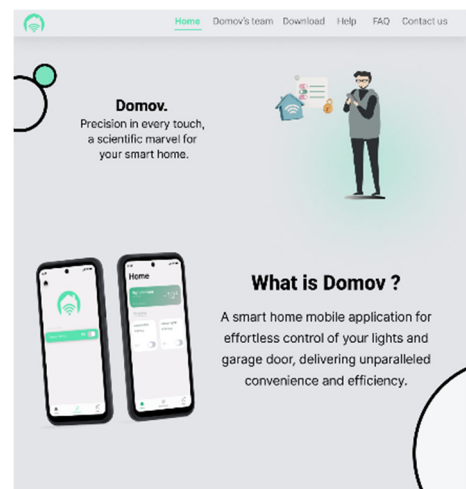 Home Domov's team Download Help FAQ Contact us
Domov.
Precision in every touch,
a scientific marvel for
your smart home.
Home
What is Domov ?
A smart home mobile application for
effortless control of your lights and
garage door, delivering unparalleled
convenience and efficiency.